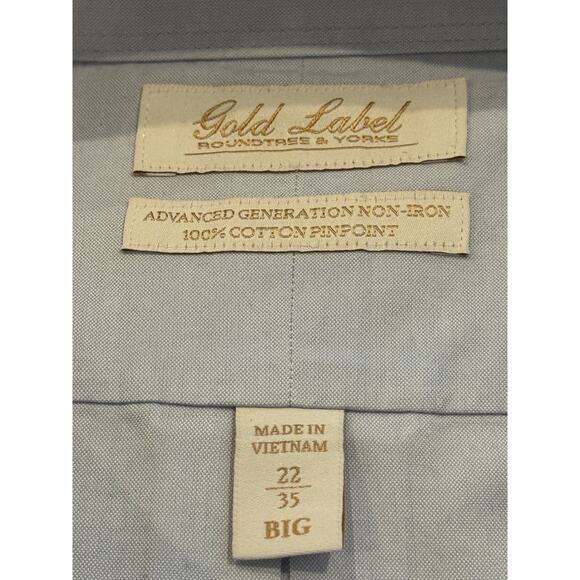 Gold Label
ROUNDTREE & YORKE
ADVANCED GENERATION NON-IRON
100% COTTON PINPOINT
MADE IN
VIETNAM
22
35
BIG